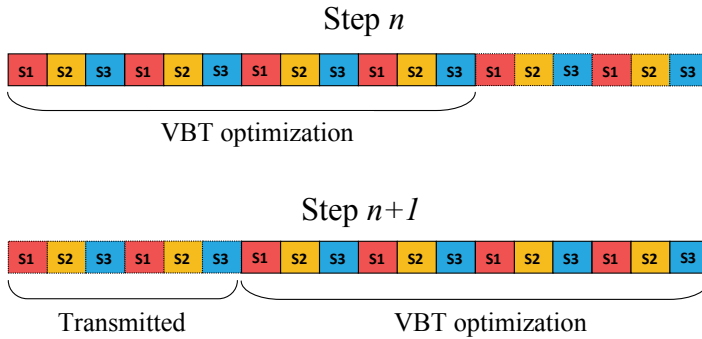 Step n
S1 S2 S3 S1 S2 S3 S1 S2 S3 S1 S2 S3 S1 S2 S3 S1 S2 S3
VBT optimization
Step n+1
S1 S2 S3 S1 S2 S3 S1 S2 S3 S1 S2 S3 S1 S2 S3 S1 S2 S3
Transmitted VBT optimization